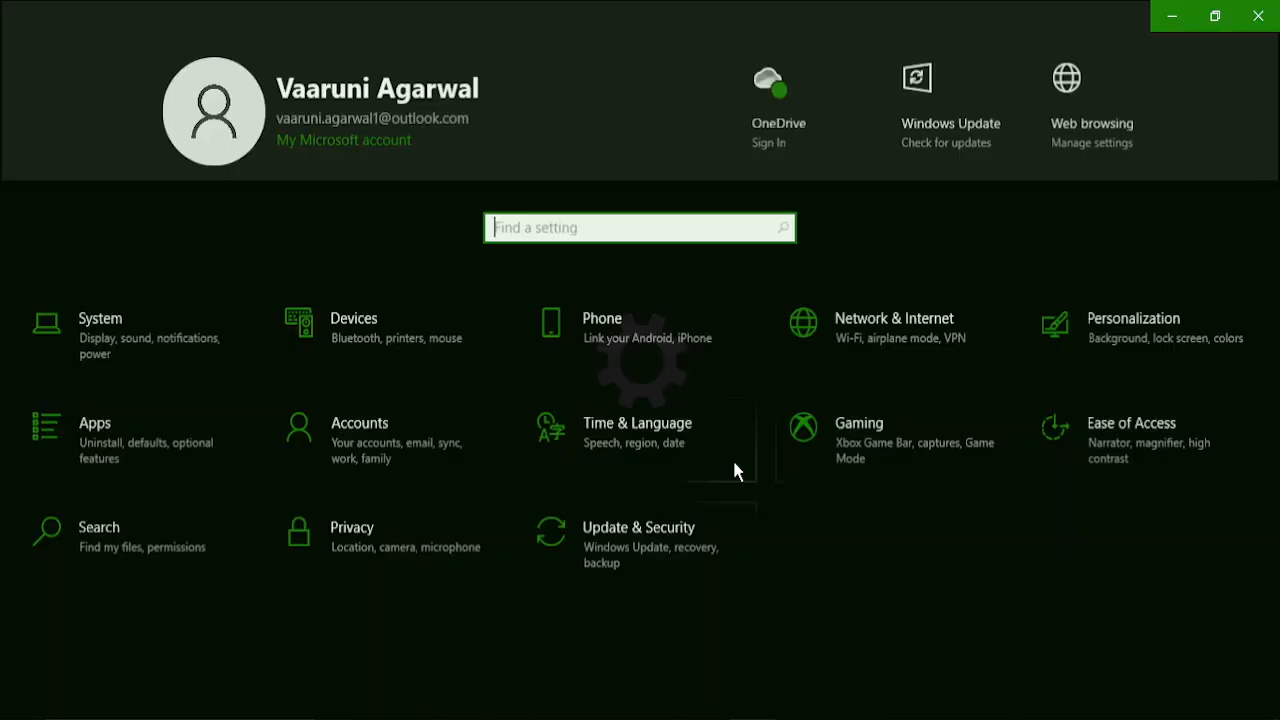 Vaaruni Agarwal
vaaruni.agarwal1@outlook.com
My Microsoft account
OneDrive
Sign In
Windows Update
Check for updates
Web browsing
Manage settings
Find a setting
System
Display, sound, notifications,
power
Devices
Bluetooth, printers, mouse
Phone
Link your Android, iPhone
Network & Internet
Wi-Fi, airplane mode, VPN
Personalization
Background, lock screen, colors
Apps
Uninstall, defaults, optional
features
Accounts
Your accounts, email, sync,
work, family
Time & Language
Speech, region, date
Gaming
Xbox Game Bar, captures, Game
Mode
Ease of Access
Narrator, magnifier, high
contrast
Search
Find my files, permissions
Privacy
Location, camera, microphone
Update & Security
Windows Update, recovery,
backup